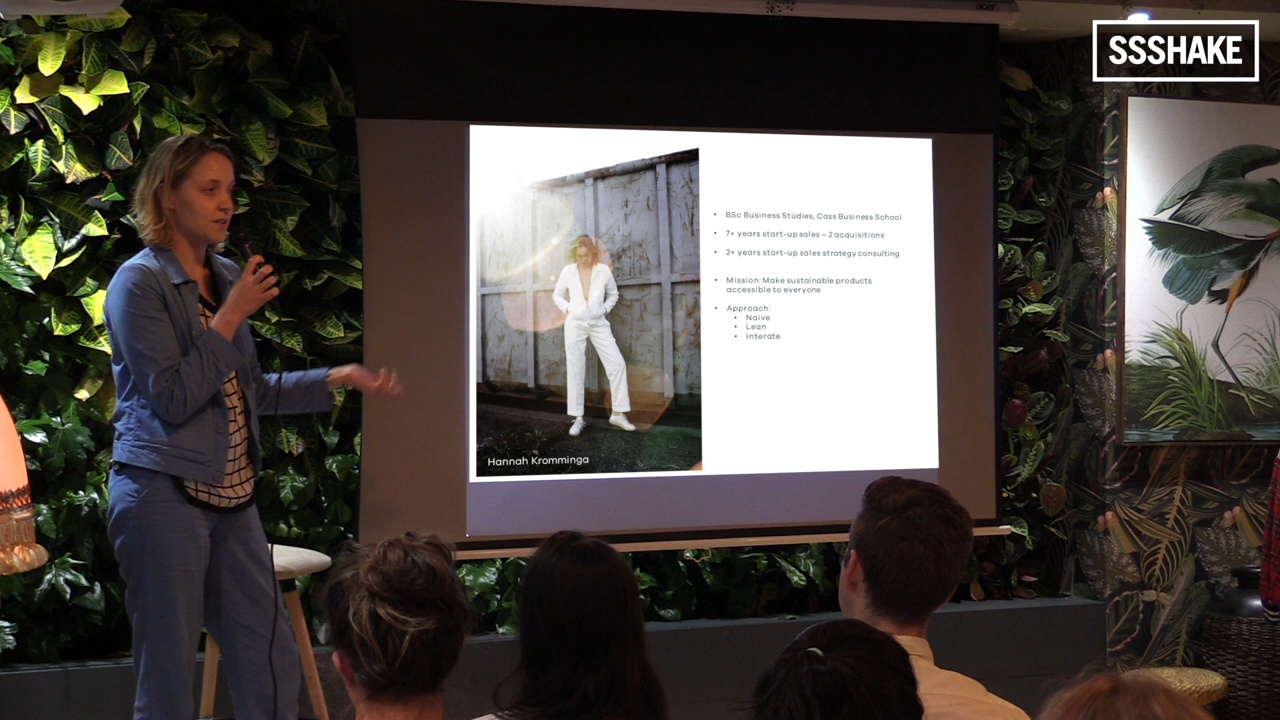 SSSHAKE
• BSc Business Studies, Cass Business School
• 7+ years start-up sales – 2 acquisitions
• 2+ years start-up sales strategy consulting
• Mission: Make sustainable products
accessible to everyone
• Approach:
• Naive
• Lean
• Interate
Hannah Kromminga